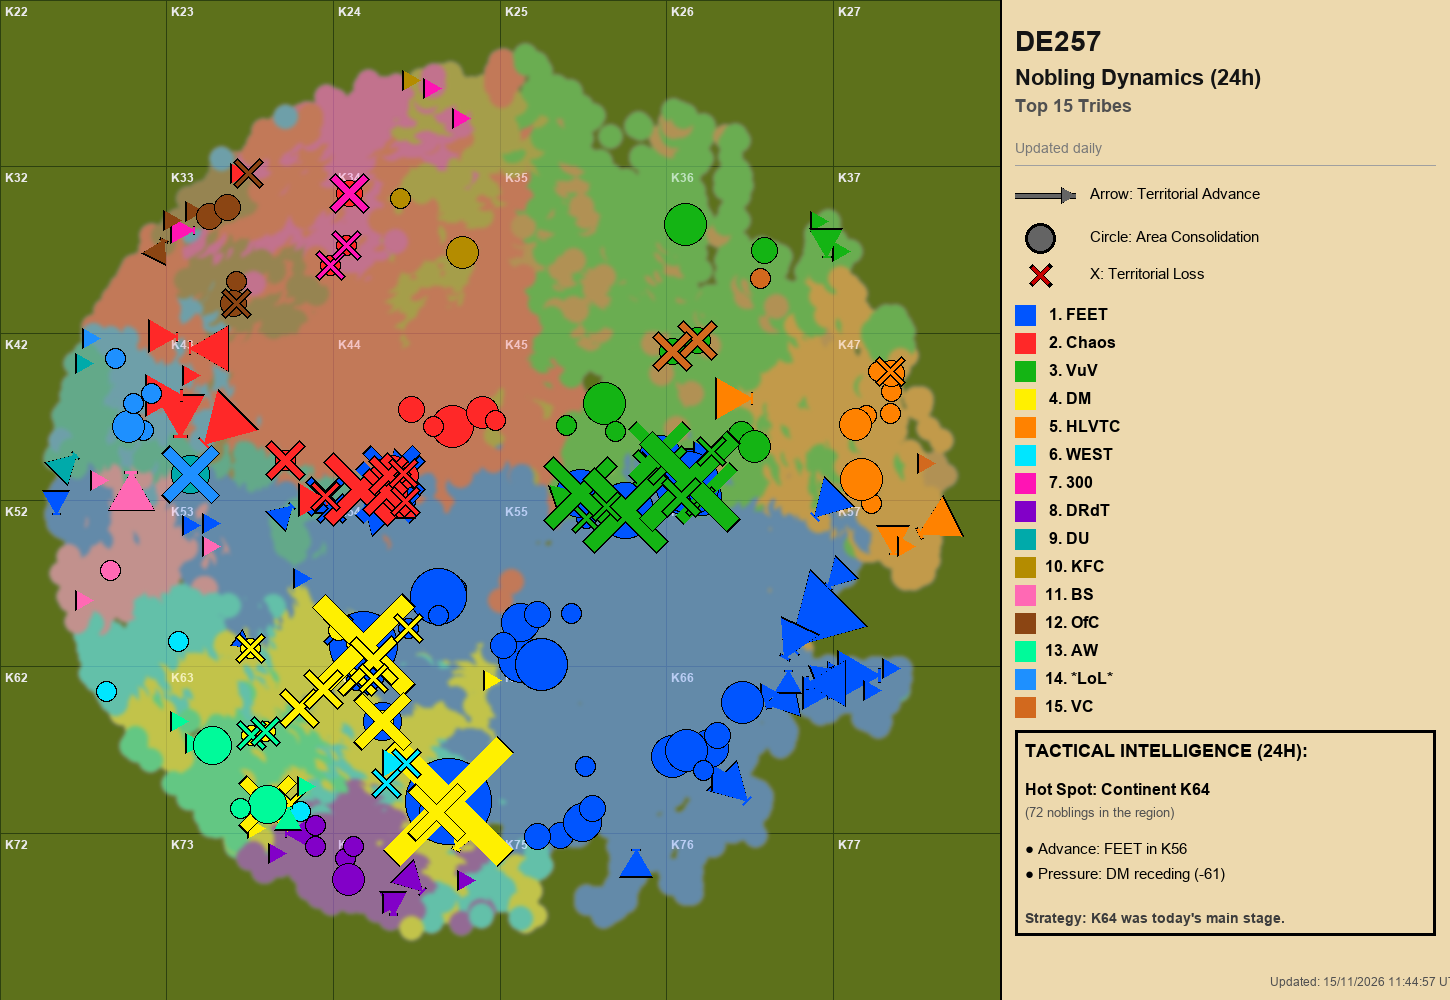 K22 K23 K24 K25 K26 K27
K32 K33 K34 K35 K36 K37
K42 K43 K44 K45 K47
K52 K53 K54 K55 K57
K62 K63 K66
K72 K73 K75 K76 K77
DE257
Nobling Dynamics (24h)
Top 15 Tribes
Updated daily
Arrow: Territorial Advance
Circle: Area Consolidation
X: Territorial Loss
1. FEET
2. Chaos
3. VuV
4. DM
5. HLVTC
6. WEST
7. 300
8. DRdT
9. DU
10. KFC
11. BS
12. OfC
13. AW
14. *LoL*
15. VC
TACTICAL INTELLIGENCE (24H):
Hot Spot: Continent K64
(72 noblings in the region)
● Advance: FEET in K56
● Pressure: DM receding (-61)
Strategy: K64 was today's main stage.
Updated: 15/11/2026 11:44:57